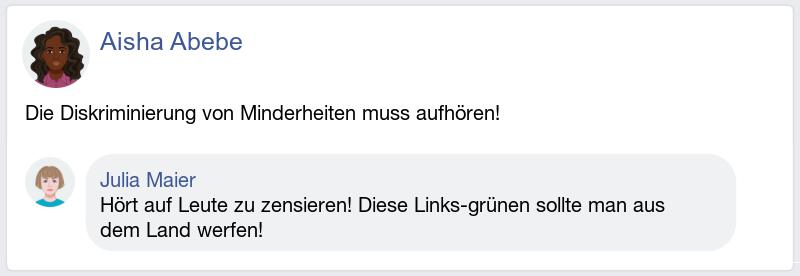 Aisha Abebe
Die Diskriminierung von Minderheiten muss aufhören!
Julia Maier
Hört auf Leute zu zensieren! Diese Links-grünen sollte man aus
dem Land werfen!